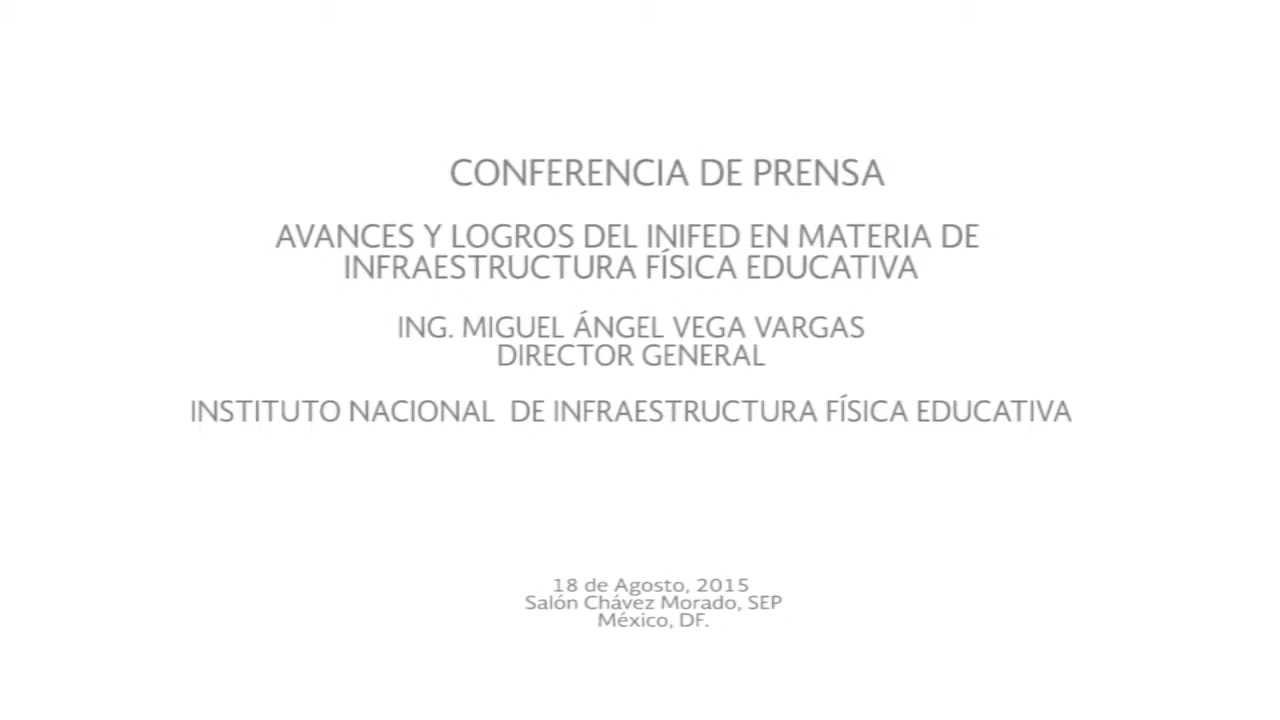 CONFERENCIA DE PRENSA
AVANCES Y LOGROS DEL INIFED EN MATERIA DE
INFRAESTRUCTURA FÍSICA EDUCATIVA
ING. MIGUEL ÁNGEL VEGA VARGAS
DIRECTOR GENERAL
INSTITUTO NACIONAL DE INFRAESTRUCTURA FÍSICA EDUCATIVA
18 de Agosto, 2015
Salón Chávez Morado, SEP
México, DF.